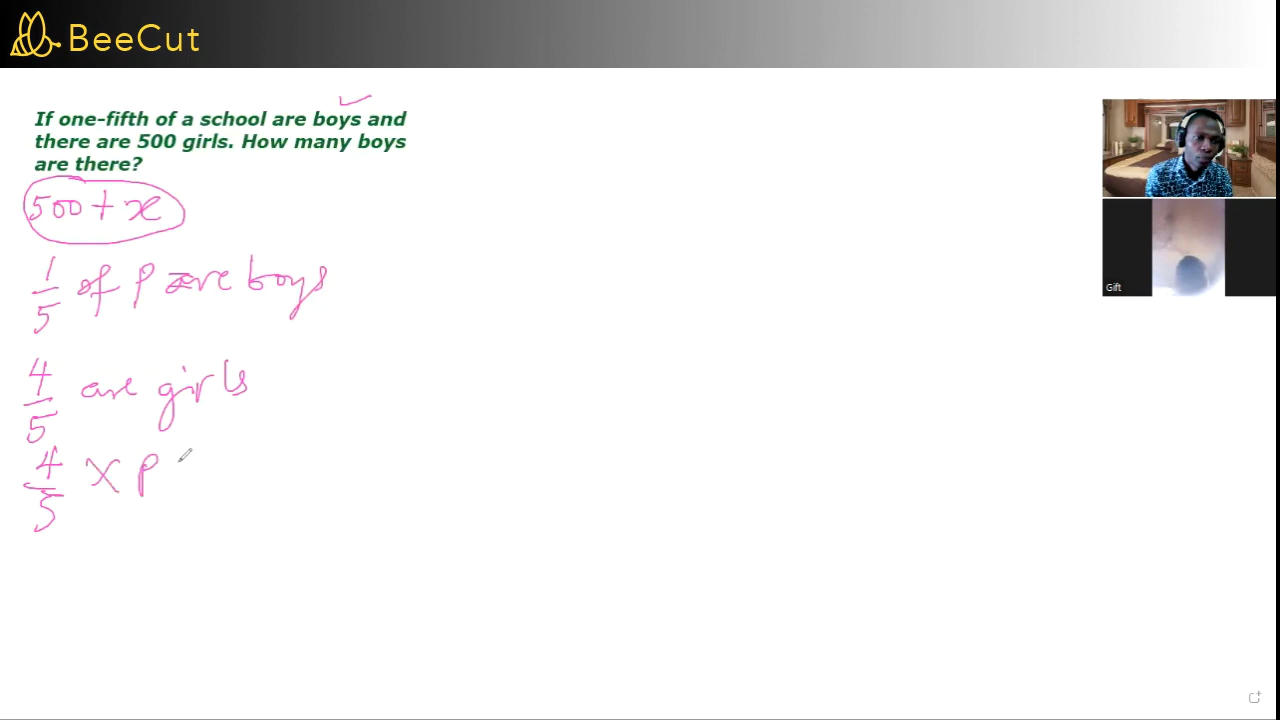 BeeCut
If one-fifth of a school are boys and
there are 500 girls. How many boys
are there?
500 + x
1/5 of P are boys
4/5 are girls
4/5 X P
Gift